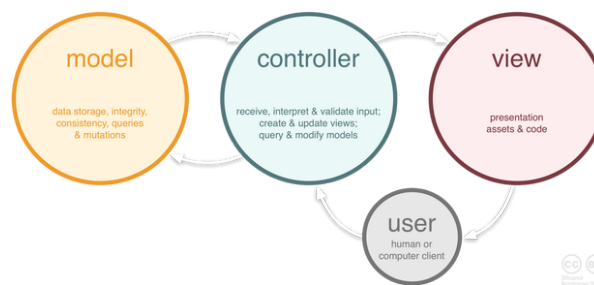 model
data storage, integrity,
consistency, queries
& mutations
controller
receive, interpret & validate input;
create & update views;
query & modify models
view
presentation
assets & code
user
human or
computer client
cc